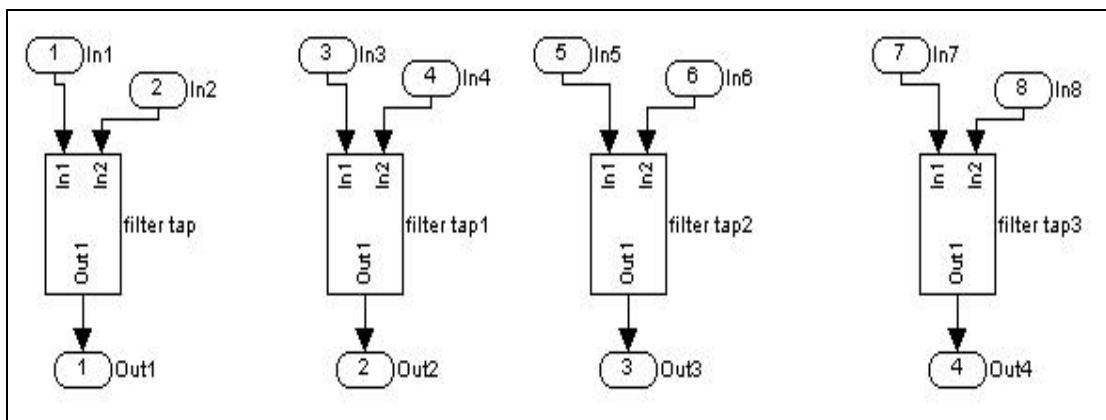 1 In1 3 In3 5 In5 7 In7
2 In2 4 In4 6 In6 8 In8
In1 In2 In1 In2 In1 In2 In1 In2
filter tap filter tap1 filter tap2 filter tap3
Out1 Out1 Out1 Out1
1 Out1 2 Out2 3 Out3 4 Out4